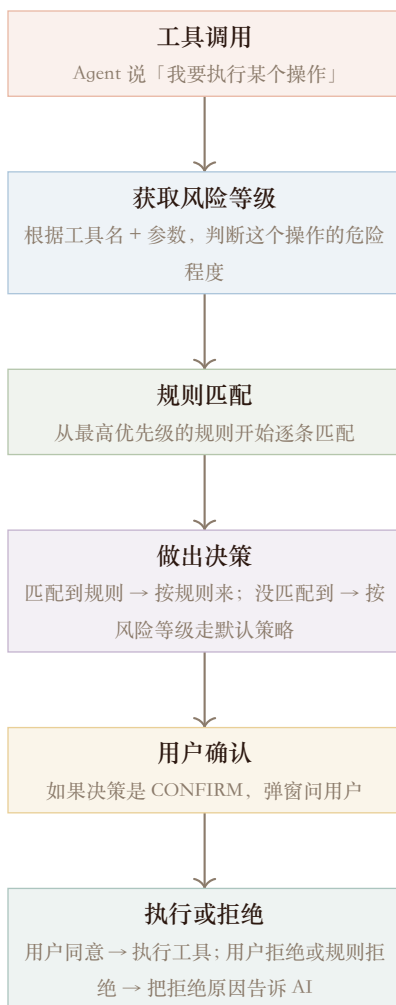 工具调用
Agent 说「我要执行某个操作」
获取风险等级
根据工具名 + 参数，判断这个操作的危险
程度
规则匹配
从最高优先级的规则开始逐条匹配
做出决策
匹配到规则 → 按规则来；没匹配到 → 按
风险等级走默认策略
用户确认
如果决策是 CONFIRM，弹窗问用户
执行或拒绝
用户同意 → 执行工具；用户拒绝或规则拒
绝 → 把拒绝原因告诉 AI